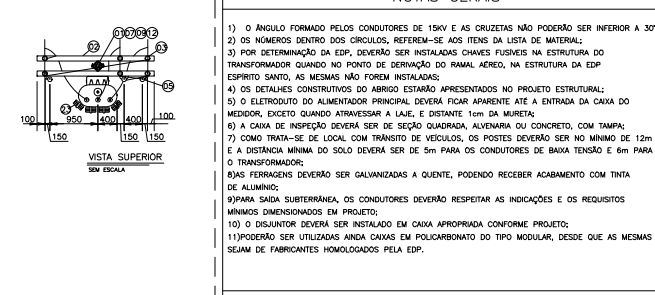 01 07 09 12
02
03
05
23
100 950 400 400 100
150 150 150
VISTA SUPERIOR
SEM ESCALA
NOTAS GERAIS
1) O ÂNGULO FORMADO PELOS CONDUTORES DE 15KV E AS CRUZETAS NÃO PODERÃO SER INFERIOR A 30°
2) OS NÚMEROS DENTRO DOS CÍRCULOS, REFEREM-SE AOS ITENS DA LISTA DE MATERIAL;
3) POR DETERMINAÇÃO DA EDP, DEVERÃO SER INSTALADAS CHAVES FUSÍVEIS NA ESTRUTURA DO
TRANSFORMADOR QUANDO NO PONTO DE DERIVAÇÃO DO RAMAL AÉREO, NA ESTRUTURA DA EDP
ESPÍRITO SANTO, AS MESMAS NÃO FOREM INSTALADAS;
4) OS DETALHES CONSTRUTIVOS DO ABRIGO ESTARÃO APRESENTADOS NO PROJETO ESTRUTURAL;
5) O ELETRODUTO DO ALIMENTADOR PRINCIPAL DEVERÁ FICAR APARENTE ATÉ A ENTRADA DA CAIXA DO
MEDIDOR, EXCETO QUANDO ATRAVESSAR A LAJE, E DISTANTE 1cm DA MURETA;
6) A CAIXA DE INSPEÇÃO DEVERÁ SER DE SEÇÃO QUADRADA, ALVENARIA OU CONCRETO, COM TAMPA;
7) COMO TRATA-SE DE LOCAL COM TRÂNSITO DE VEÍCULOS, OS POSTES DEVERÃO SER NO MÍNIMO DE 12m
E A DISTÂNCIA MÍNIMA DO SOLO DEVERÁ SER DE 5m PARA OS CONDUTORES DE BAIXA TENSÃO E 6m PARA
O TRANSFORMADOR;
8)AS FERRAGENS DEVERÃO SER GALVANIZADAS A QUENTE, PODENDO RECEBER ACABAMENTO COM TINTA
DE ALUMÍNIO;
9)PARA SAÍDA SUBTERRÂNEA, OS CONDUTORES DEVERÃO RESPEITAR AS INDICAÇÕES E OS REQUISITOS
MÍNIMOS DIMENSIONADOS EM PROJETO;
10) O DISJUNTOR DEVERÁ SER INSTALADO EM CAIXA APROPRIADA CONFORME PROJETO;
11)PODERÃO SER UTILIZADAS AINDA CAIXAS EM POLICARBONATO DO TIPO MODULAR, DESDE QUE AS MESMAS
SEJAM DE FABRICANTES HOMOLOGADOS PELA EDP.